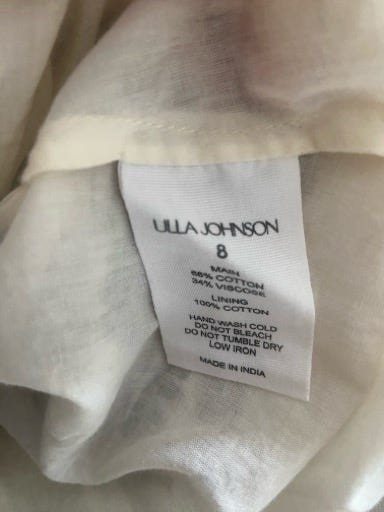 LILLA JOHNSON
8
MAIN
66% COTTON
34% VISCOSE
LINING
100% COTTON
HAND WASH COLD
DO NOT BLEACH
DO NOT TUMBLE DRY
LOW IRON
MADE IN INDIA